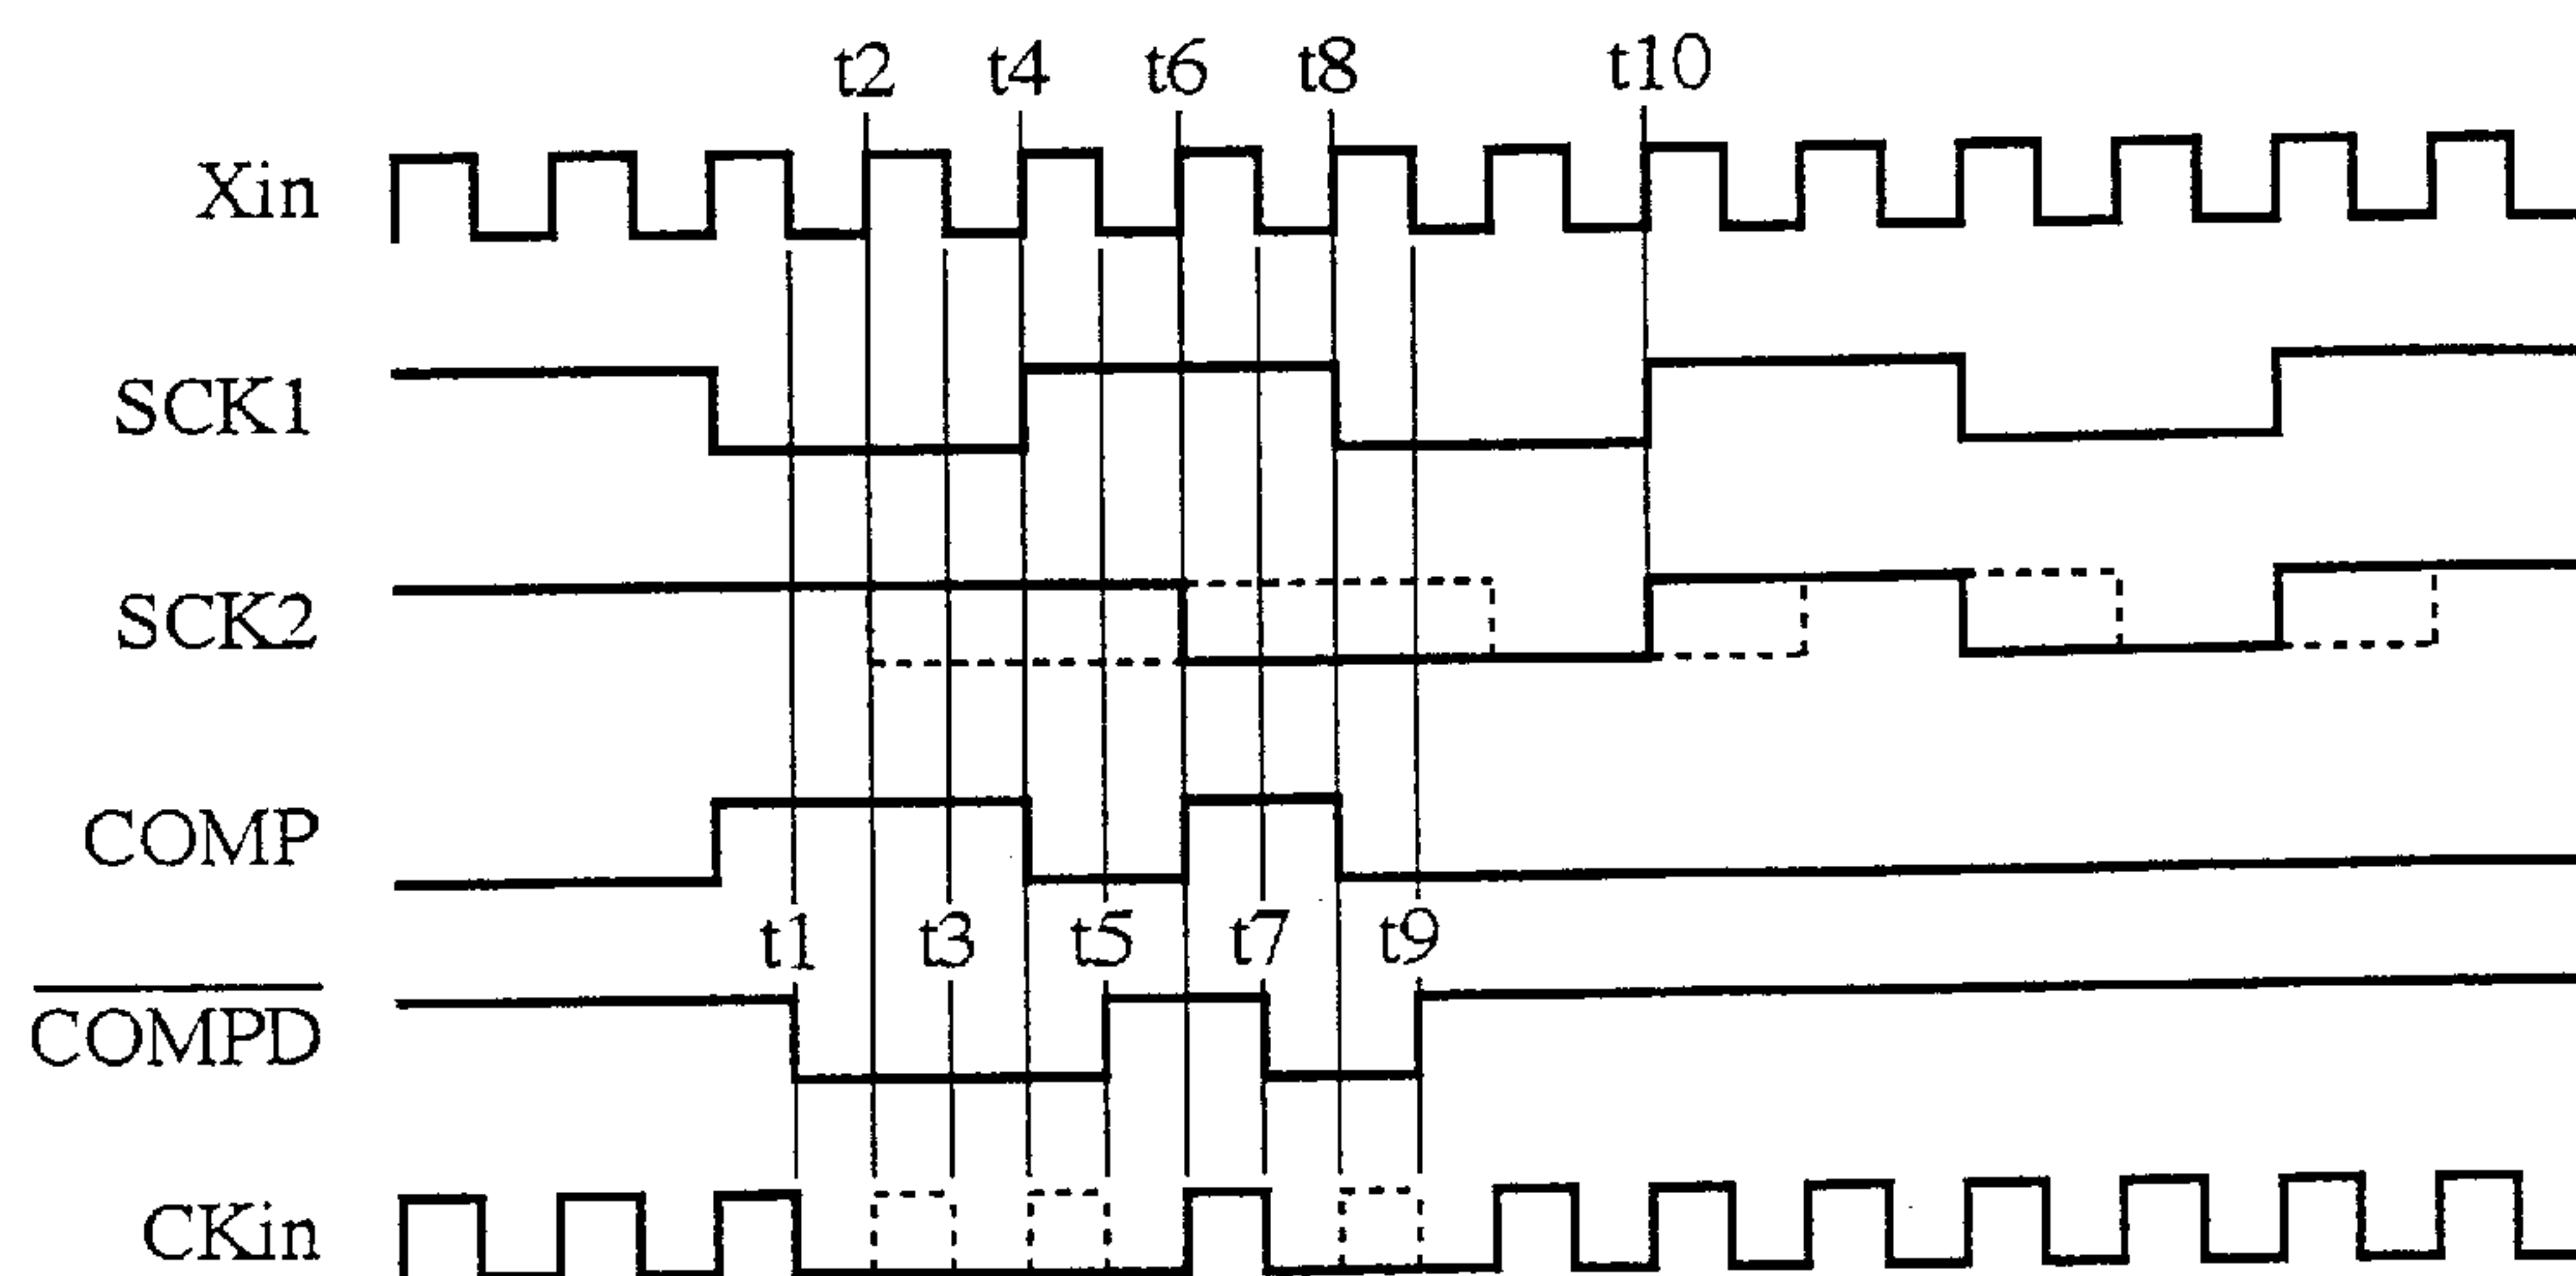 t2 t4 t6 t8 t10
Xin
SCK1
SCK2
COMP
t1 t3 t5 t7 t9
COMPD
CKin